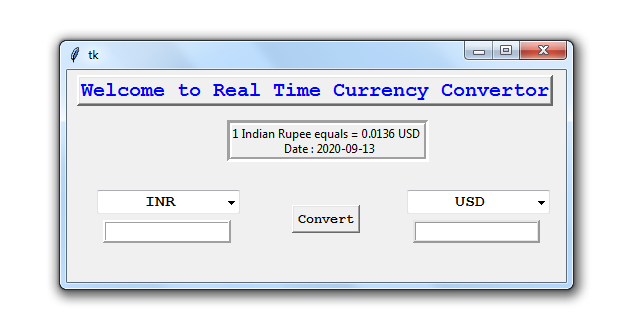 tk
Welcome to Real Time Currency Convertor
1 Indian Rupee equals = 0.0136 USD
Date : 2020-09-13
INR
USD
Convert